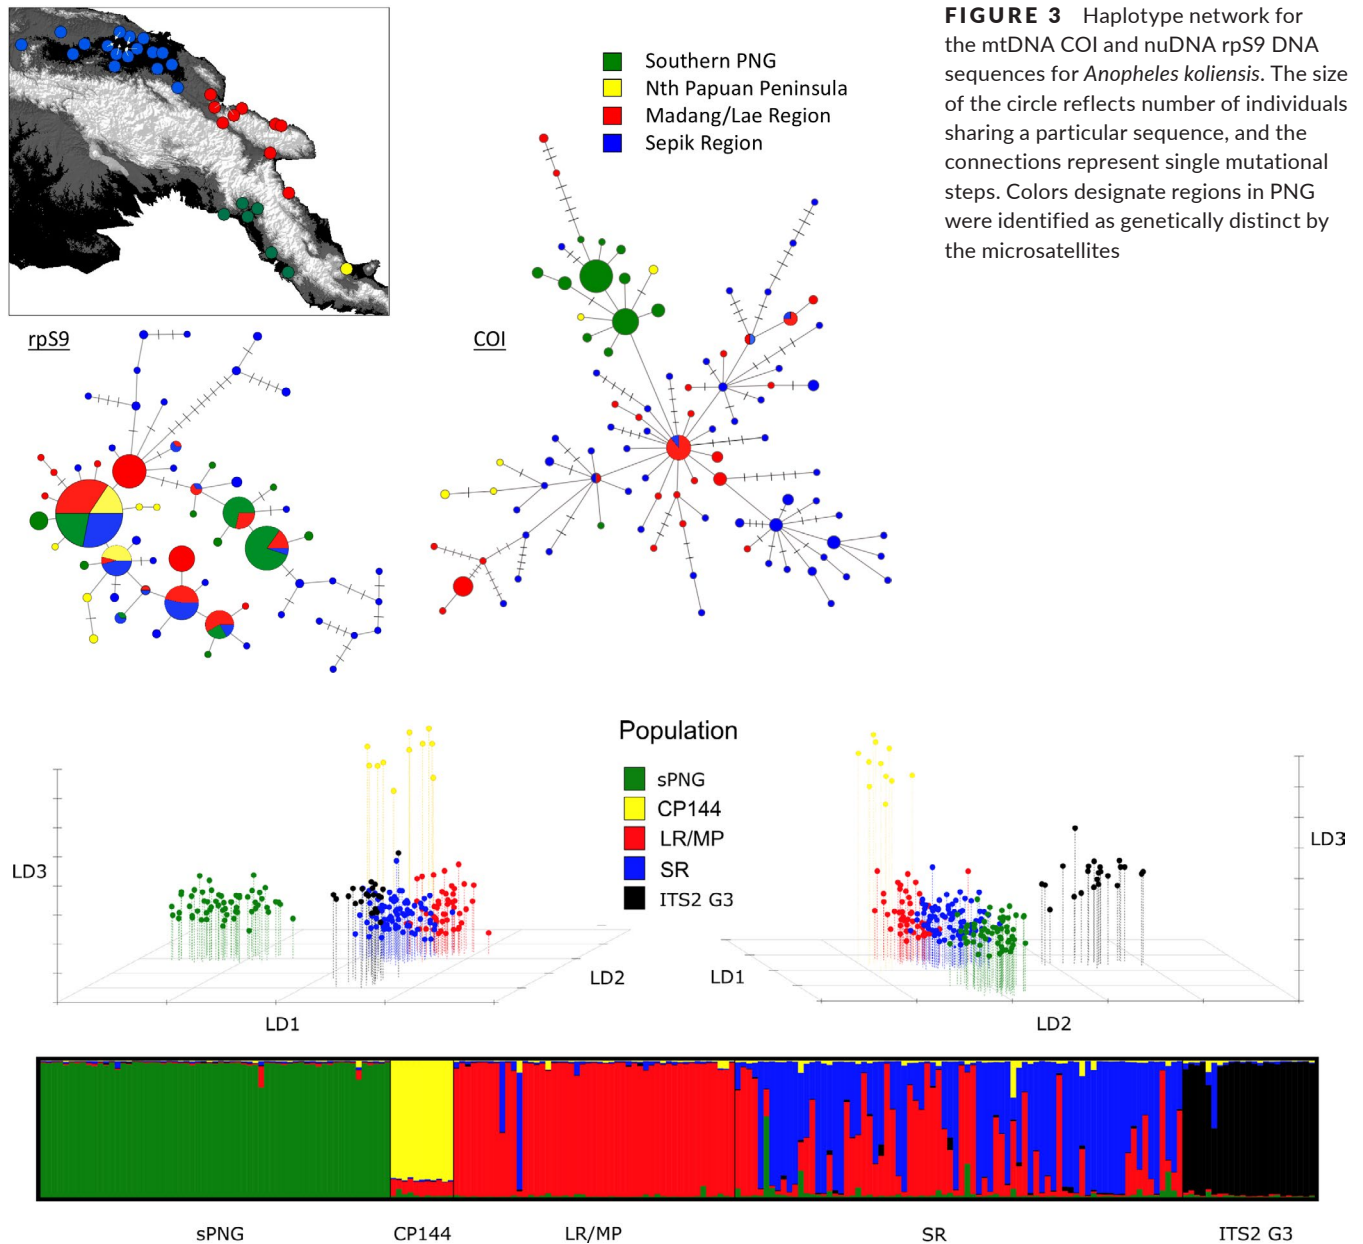 FIGURE 3 Haplotype network for
the mtDNA COI and nuDNA rpS9 DNA
sequences for Anopheles koliensis. The size
of the circle reflects number of individuals
sharing a particular sequence, and the
connections represent single mutational
steps. Colors designate regions in PNG
were identified as genetically distinct by
the microsatellites
Southern PNG
Nth Papuan Peninsula
Madang/Lae Region
Sepik Region
rpS9
COI
Population
sPNG
CP144
LR/MP
SR
ITS2 G3
LD3
LD2
LD1
LD3
LD1
LD2
sPNG
CP144
LR/MP
SR
ITS2 G3